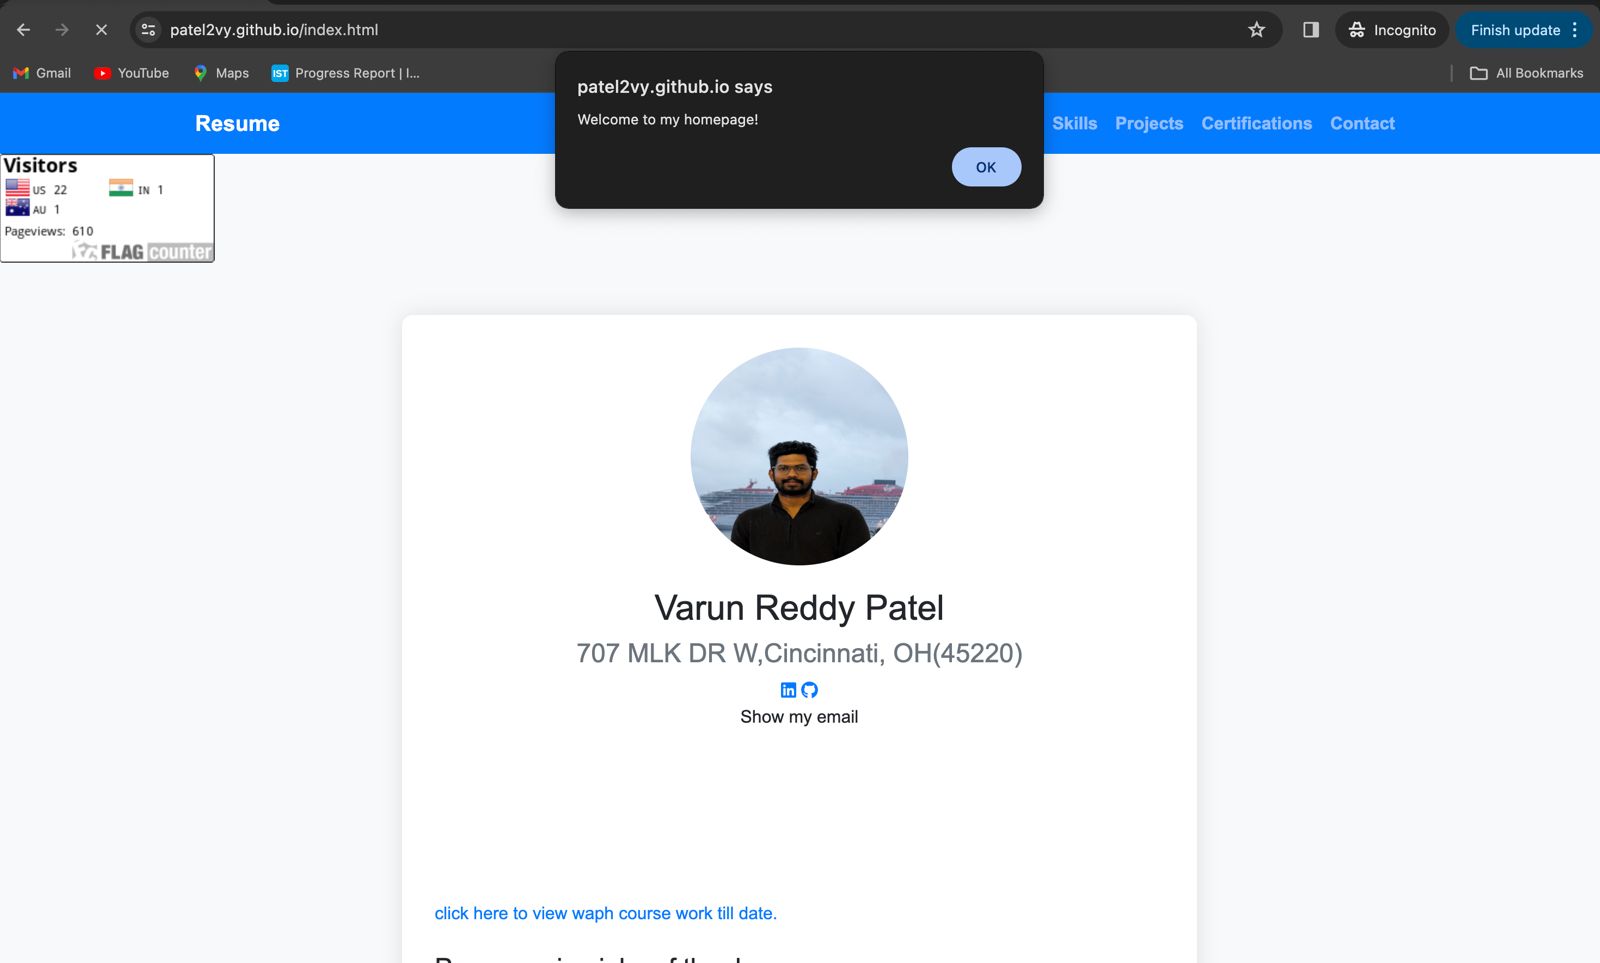 patel2vy.github.io/index.html
Incognito
Finish update
Gmail
YouTube
Maps
IST
Progress Report | I...
All Bookmarks
patel2vy.github.io says
Welcome to my homepage!
OK
Resume
Skills
Projects
Certifications
Contact
Visitors
US 22
IN 1
AU 1
Pageviews: 610
FLAG counter
Varun Reddy Patel
707 MLK DR W,Cincinnati, OH(45220)
in
Show my email
click here to view waph course work till date.